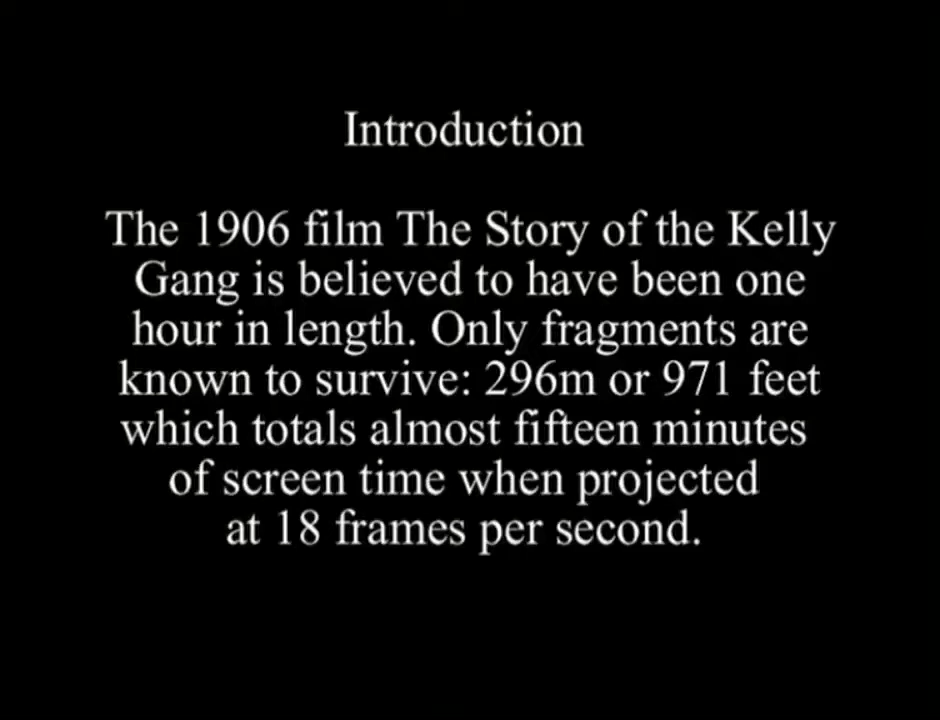 Introduction
The 1906 film The Story of the Kelly
Gang is believed to have been one
hour in length. Only fragments are
known to survive: 296m or 971 feet
which totals almost fifteen minutes
of screen time when projected
at 18 frames per second.